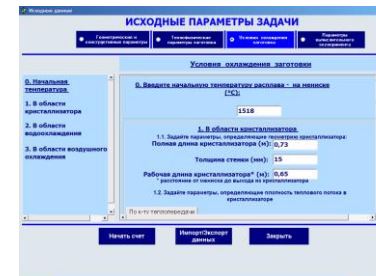 Исходные данные
ИСХОДНЫЕ ПАРАМЕТРЫ ЗАДАЧИ
Геометрические и конструктивные параметры
Теплофизические параметры заготовки
Условия охлаждения заготовки
Параметры вычислительного эксперимента
Условия охлаждения заготовки
0. Начальная
температура
1. В области
кристаллизатора
2. В области
водоохлаждения
3. В области воздушного
охлаждения
0. Введите начальную температуру расплава - на мениске
(°C):
1518
1. В области кристаллизатора
1.1. Задайте параметры, определяющие геометрию кристаллизатора:
Полная длина кристаллизатора (м): 0,73
Толщина стенки (мм): 15
Рабочая длина кристаллизатора* (м): 0,65
* расстояние от мениска до выхода из кристаллизатора
1.2. Задайте параметры, определяющие плотность теплового потока в
кристаллизаторе
По к-ту теплопередачи
Начать счет
Импорт/Экспорт
данных
Закрыть